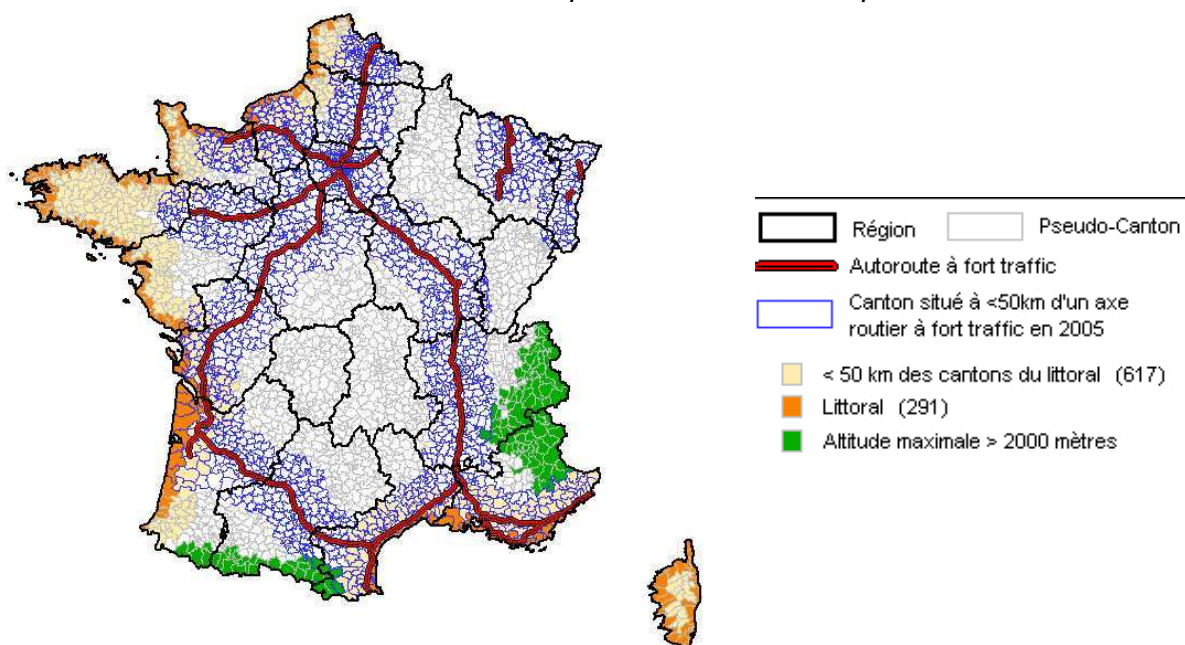 Région
Pseudo-Canton
Autoroute à fort traffic
Canton situé à <50km d'un axe
routier à fort traffic en 2005
< 50 km des cantons du littoral (617)
Littoral (291)
Altitude maximale > 2000 mètres